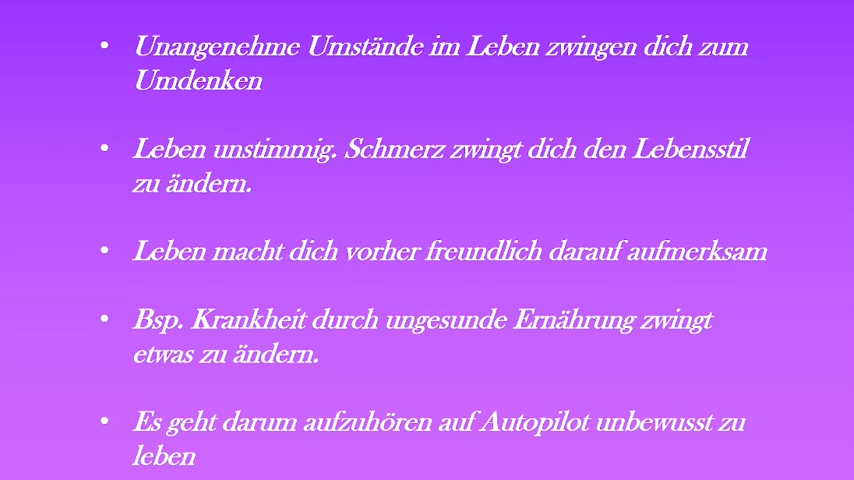 • Unangenehme Umstände im Leben zwingen dich zum
Umdenken
• Leben unstimmig. Schmerz zwingt dich den Lebensstil
zu ändern.
• Leben macht dich vorher freundlich darauf aufmerksam
• Bsp. Krankheit durch ungesunde Ernährung zwingt
etwas zu ändern.
• Es geht darum aufzuhören auf Autopilot unbewusst zu
leben